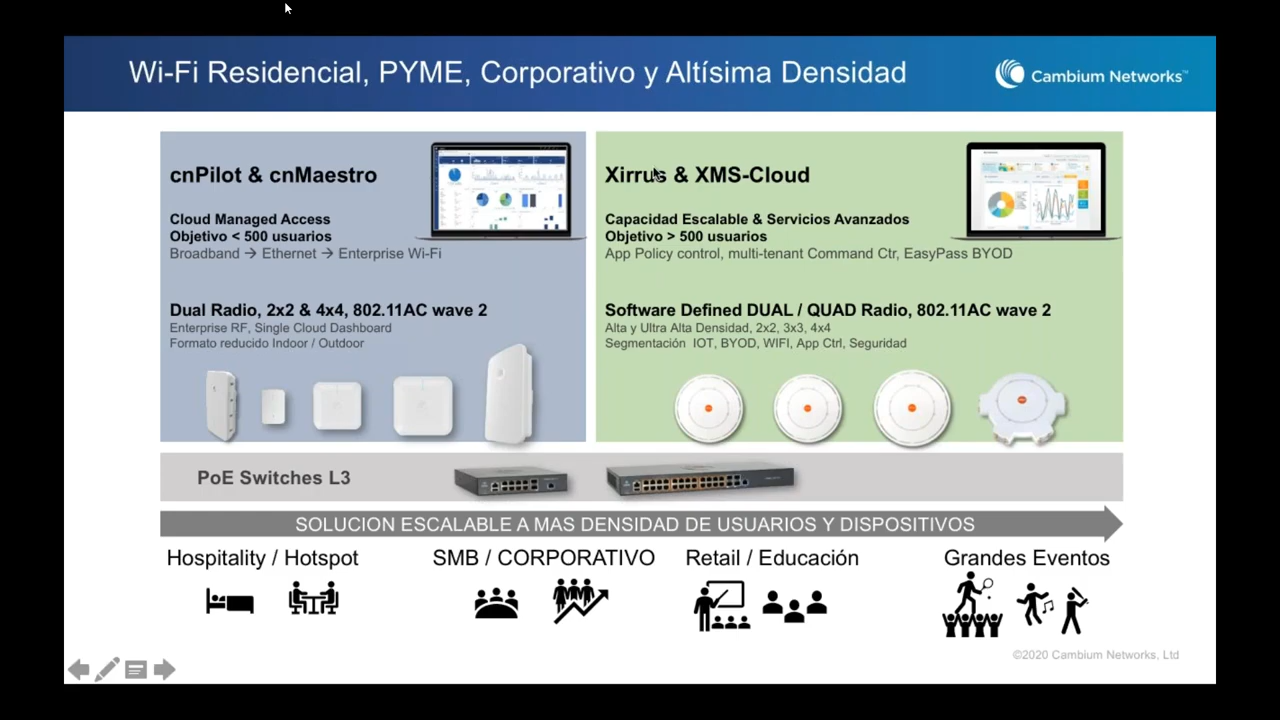 Wi-Fi Residencial, PYME, Corporativo y Altísima Densidad
Cambium Networks™
cnPilot & cnMaestro
Cloud Managed Access
Objetivo < 500 usuarios
Broadband → Ethernet → Enterprise Wi-Fi
Dual Radio, 2x2 & 4x4, 802.11AC wave 2
Enterprise RF, Single Cloud Dashboard
Formato reducido Indoor / Outdoor
Xirrus & XMS-Cloud
Capacidad Escalable & Servicios Avanzados
Objetivo > 500 usuarios
App Policy control, multi-tenant Command Ctr, EasyPass BYOD
Software Defined DUAL / QUAD Radio, 802.11AC wave 2
Alta y Ultra Alta Densidad, 2x2, 3x3, 4x4
Segmentación IOT, BYOD, WIFI, App Ctrl, Seguridad
PoE Switches L3
SOLUCION ESCALABLE A MAS DENSIDAD DE USUARIOS Y DISPOSITIVOS
Hospitality / Hotspot
SMB / CORPORATIVO
Retail / Educación
Grandes Eventos
©2020 Cambium Networks, Ltd